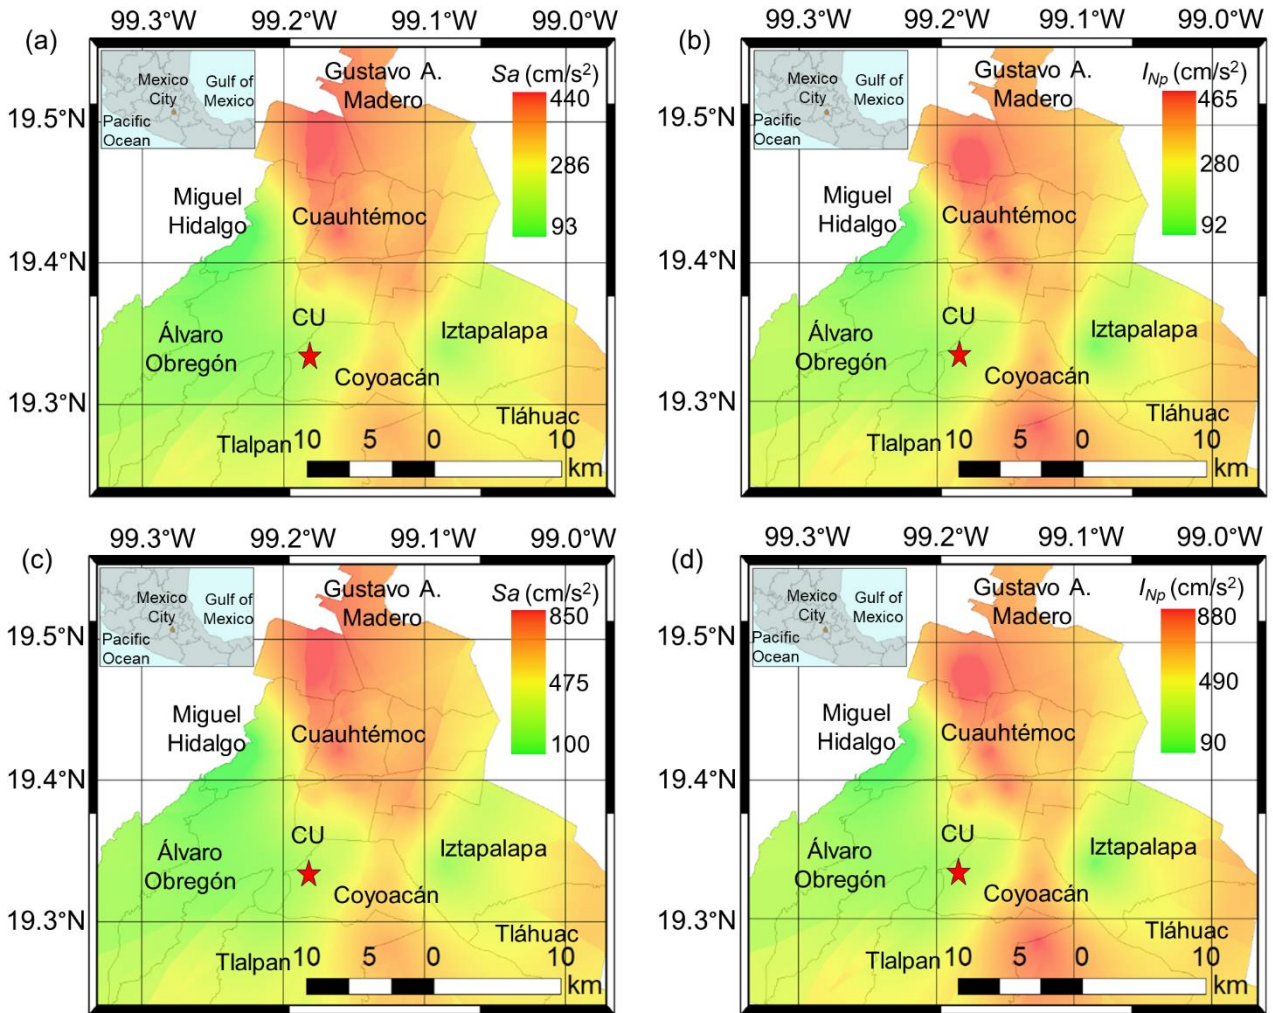 99.3°W 99.2°W 99.1°W 99.0°W
(a)
19.5°N
19.4°N
19.3°N
Mexico
City
Gulf of
Mexico
Pacific
Ocean
Gustavo A.
Madero
Sa (cm/s²)
440
286
93
Miguel
Hidalgo
Cuauhtémoc
CU
Álvaro
Obregón
Iztapalapa
Coyoacán
Tláhuac
Tlalpan
10 5 0 10
km
99.3°W 99.2°W 99.1°W 99.0°W
(b)
19.5°N
19.4°N
19.3°N
Mexico
City
Gulf of
Mexico
Pacific
Ocean
Gustavo A.
Madero
I_Np (cm/s²)
465
280
92
Miguel
Hidalgo
Cuauhtémoc
CU
Álvaro
Obregón
Iztapalapa
Coyoacán
Tláhuac
Tlalpan
10 5 0 10
km
99.3°W 99.2°W 99.1°W 99.0°W
(c)
19.5°N
19.4°N
19.3°N
Mexico
City
Gulf of
Mexico
Pacific
Ocean
Gustavo A.
Madero
Sa (cm/s²)
850
475
100
Miguel
Hidalgo
Cuauhtémoc
CU
Álvaro
Obregón
Iztapalapa
Coyoacán
Tláhuac
Tlalpan
10 5 0 10
km
99.3°W 99.2°W 99.1°W 99.0°W
(d)
19.5°N
19.4°N
19.3°N
Mexico
City
Gulf of
Mexico
Pacific
Ocean
Gustavo A.
Madero
I_Np (cm/s²)
880
490
90
Miguel
Hidalgo
Cuauhtémoc
CU
Álvaro
Obregón
Iztapalapa
Coyoacán
Tláhuac
Tlalpan
10 5 0 10
km